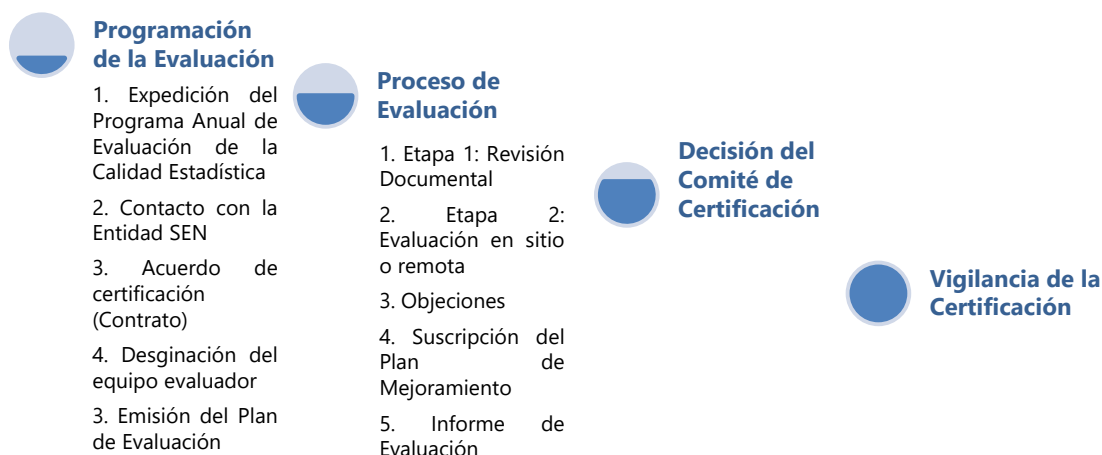 Programación
de la Evaluación
1. Expedición del
Programa Anual de
Evaluación de la
Calidad Estadística
2. Contacto con la
Entidad SEN
3. Acuerdo de
certificación
(Contrato)
4. Desginación del
equipo evaluador
3. Emisión del Plan
de Evaluación
Proceso de
Evaluación
1. Etapa 1: Revisión
Documental
2. Etapa 2:
Evaluación en sitio
o remota
3. Objeciones
4. Suscripción del
Plan de
Mejoramiento
5. Informe de
Evaluación
Decisión del
Comité de
Certificación
Vigilancia de la
Certificación